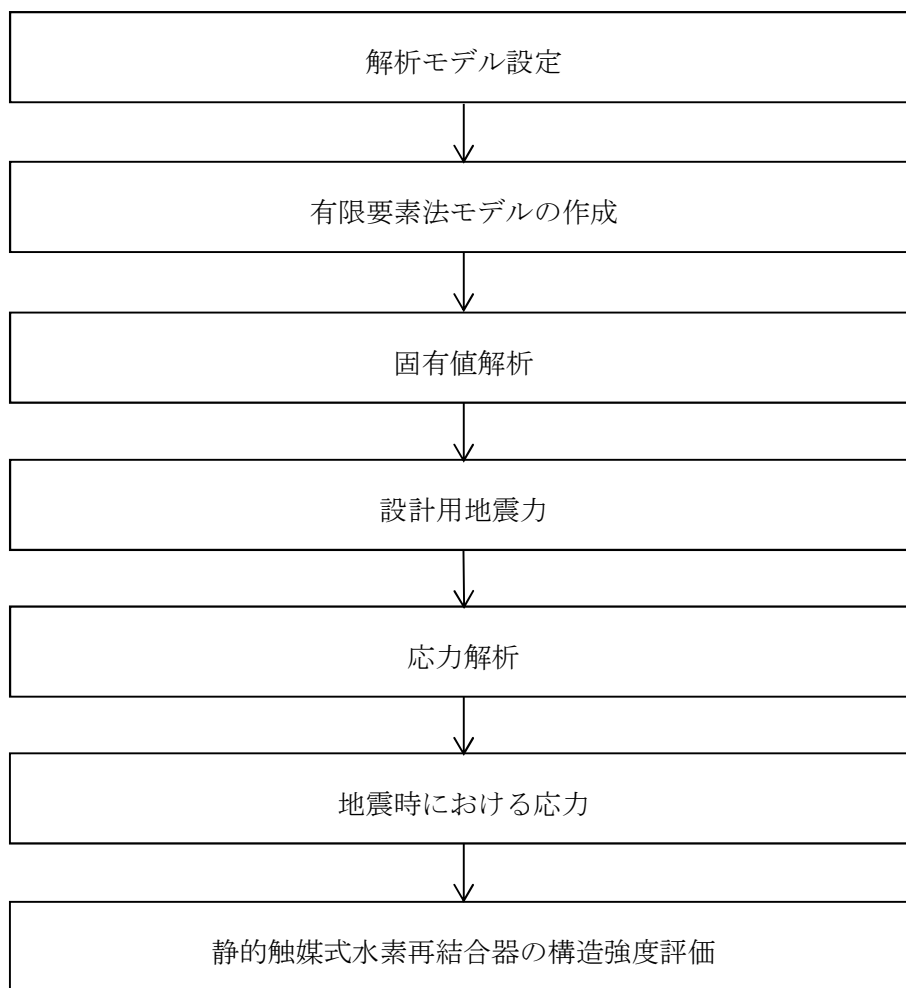 解析モデル設定
有限要素法モデルの作成
固有値解析
設計用地震力
応力解析
地震時における応力
静的触媒式水素再結合器の構造強度評価